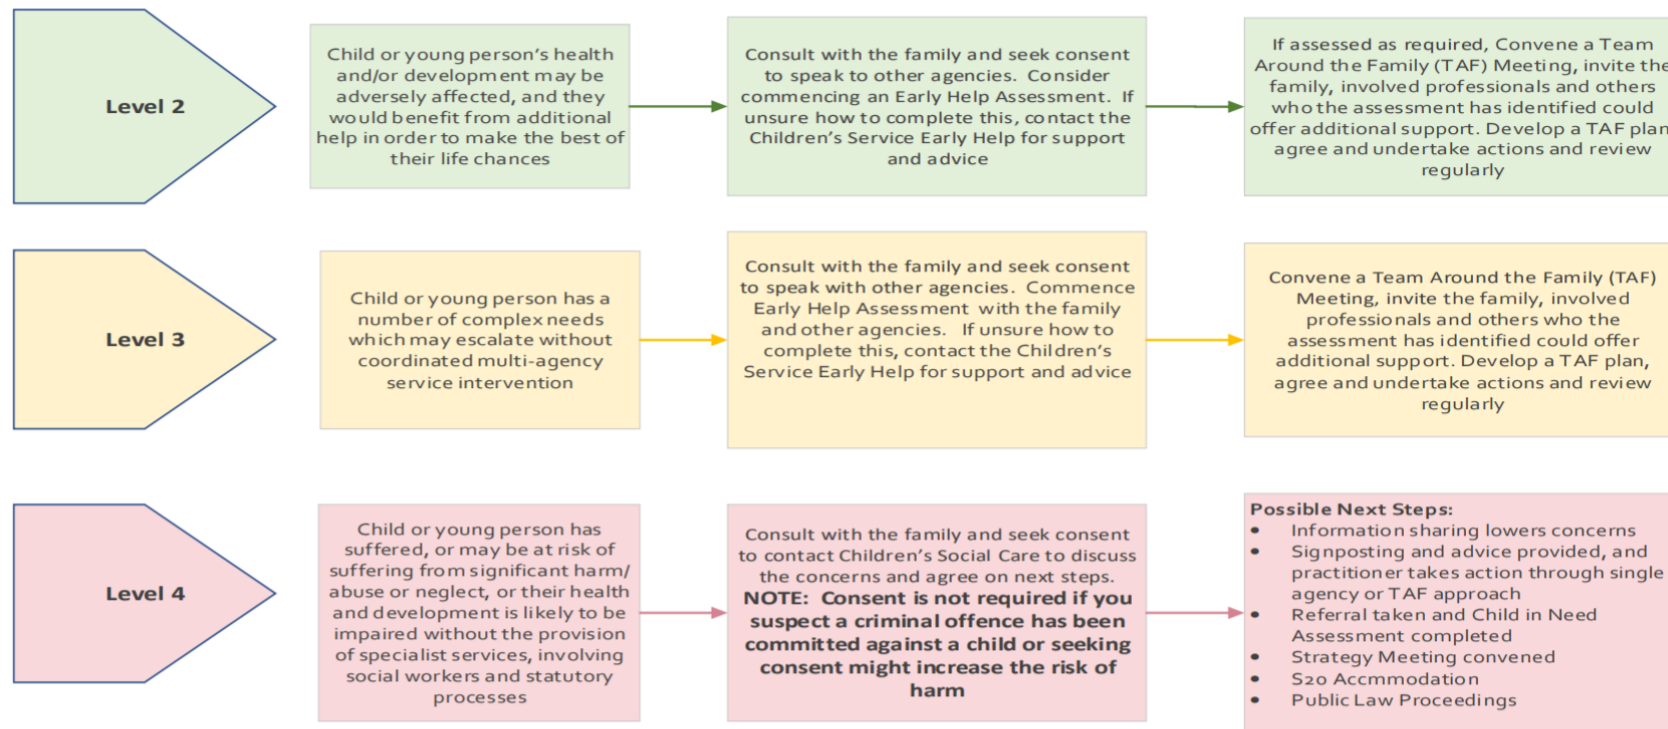 Level 2
Child or young person's health
and/or development may be
adversely affected, and they
would benefit from additional
help in order to make the best of
their life chances
Consult with the family and seek consent
to speak to other agencies.  Consider
commencing an Early Help Assessment.  If
unsure how to complete this, contact the
Children's Service Early Help for support
and advice
If assessed as required, Convene a Team
Around the Family (TAF) Meeting, invite the
family, involved professionals and others
who the assessment has identified could
offer additional support. Develop a TAF plan
agree and undertake actions and review
regularly
Level 3
Child or young person has a
number of complex needs
which may escalate without
coordinated multi-agency
service intervention
Consult with the family and seek consent
to speak with other agencies.  Commence
Early Help Assessment  with the family
and other agencies.   If unsure how to
complete this, contact the Children's
Service Early Help for support and advice
Convene a Team Around the Family (TAF)
Meeting, invite the family, involved
professionals and others who the
assessment has identified could offer
additional support. Develop a TAF plan,
agree and undertake actions and review
regularly
Level 4
Child or young person has
suffered, or may be at risk of
suffering from significant harm/
abuse or neglect, or their health
and development is likely to be
impaired without the provision
of specialist services, involving
social workers and statutory
processes
Consult with the family and seek consent
to contact Children's Social Care to discuss
the concerns and agree on next steps.
NOTE:  Consent is not required if you
suspect a criminal offence has been
committed against a child or seeking
consent might increase the risk of
harm
Possible Next Steps:
• Information sharing lowers concerns
• Signposting and advice provided, and
practitioner takes action through single
agency or TAF approach
• Referral taken and Child in Need
Assessment completed
• Strategy Meeting convened
• S20 Accmmodation
• Public Law Proceedings